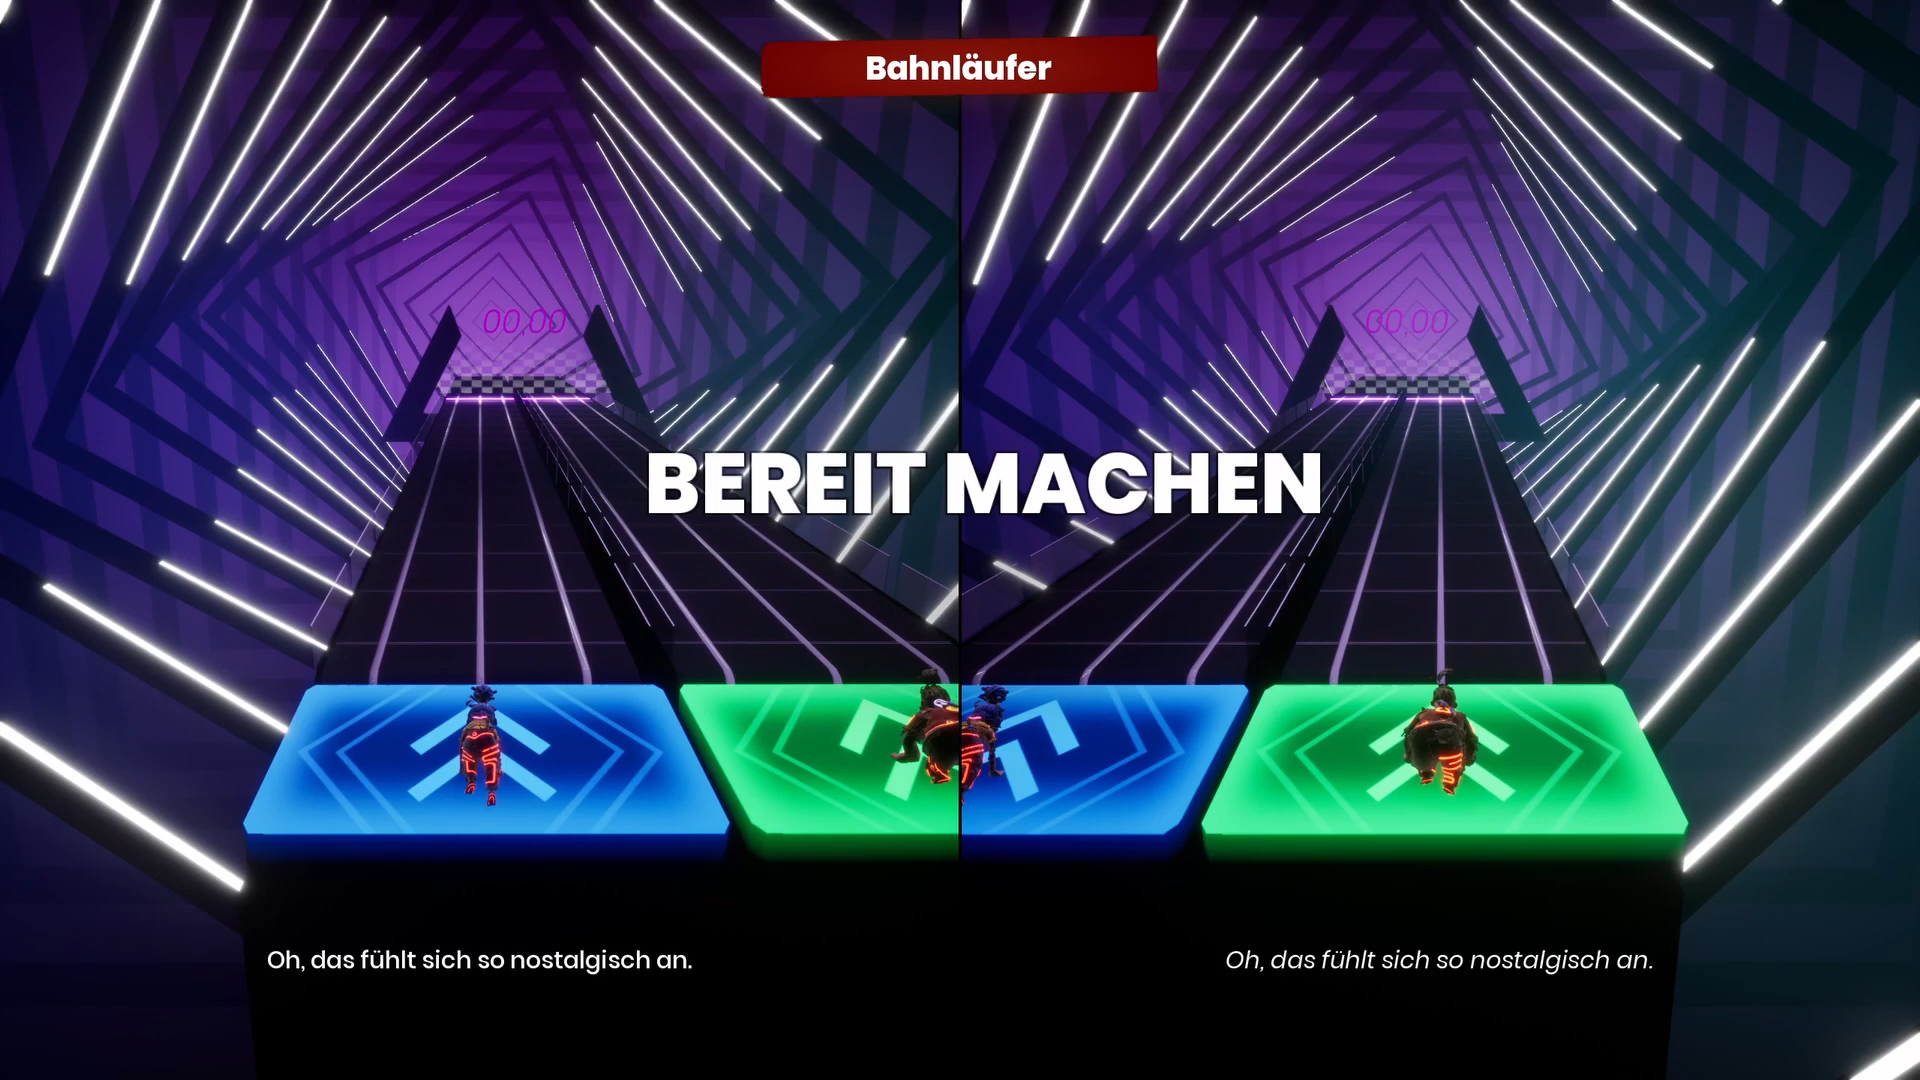 Bahnläufer
00,00
00,00
BEREIT MACHEN
Oh, das fühlt sich so nostalgisch an.
Oh, das fühlt sich so nostalgisch an.